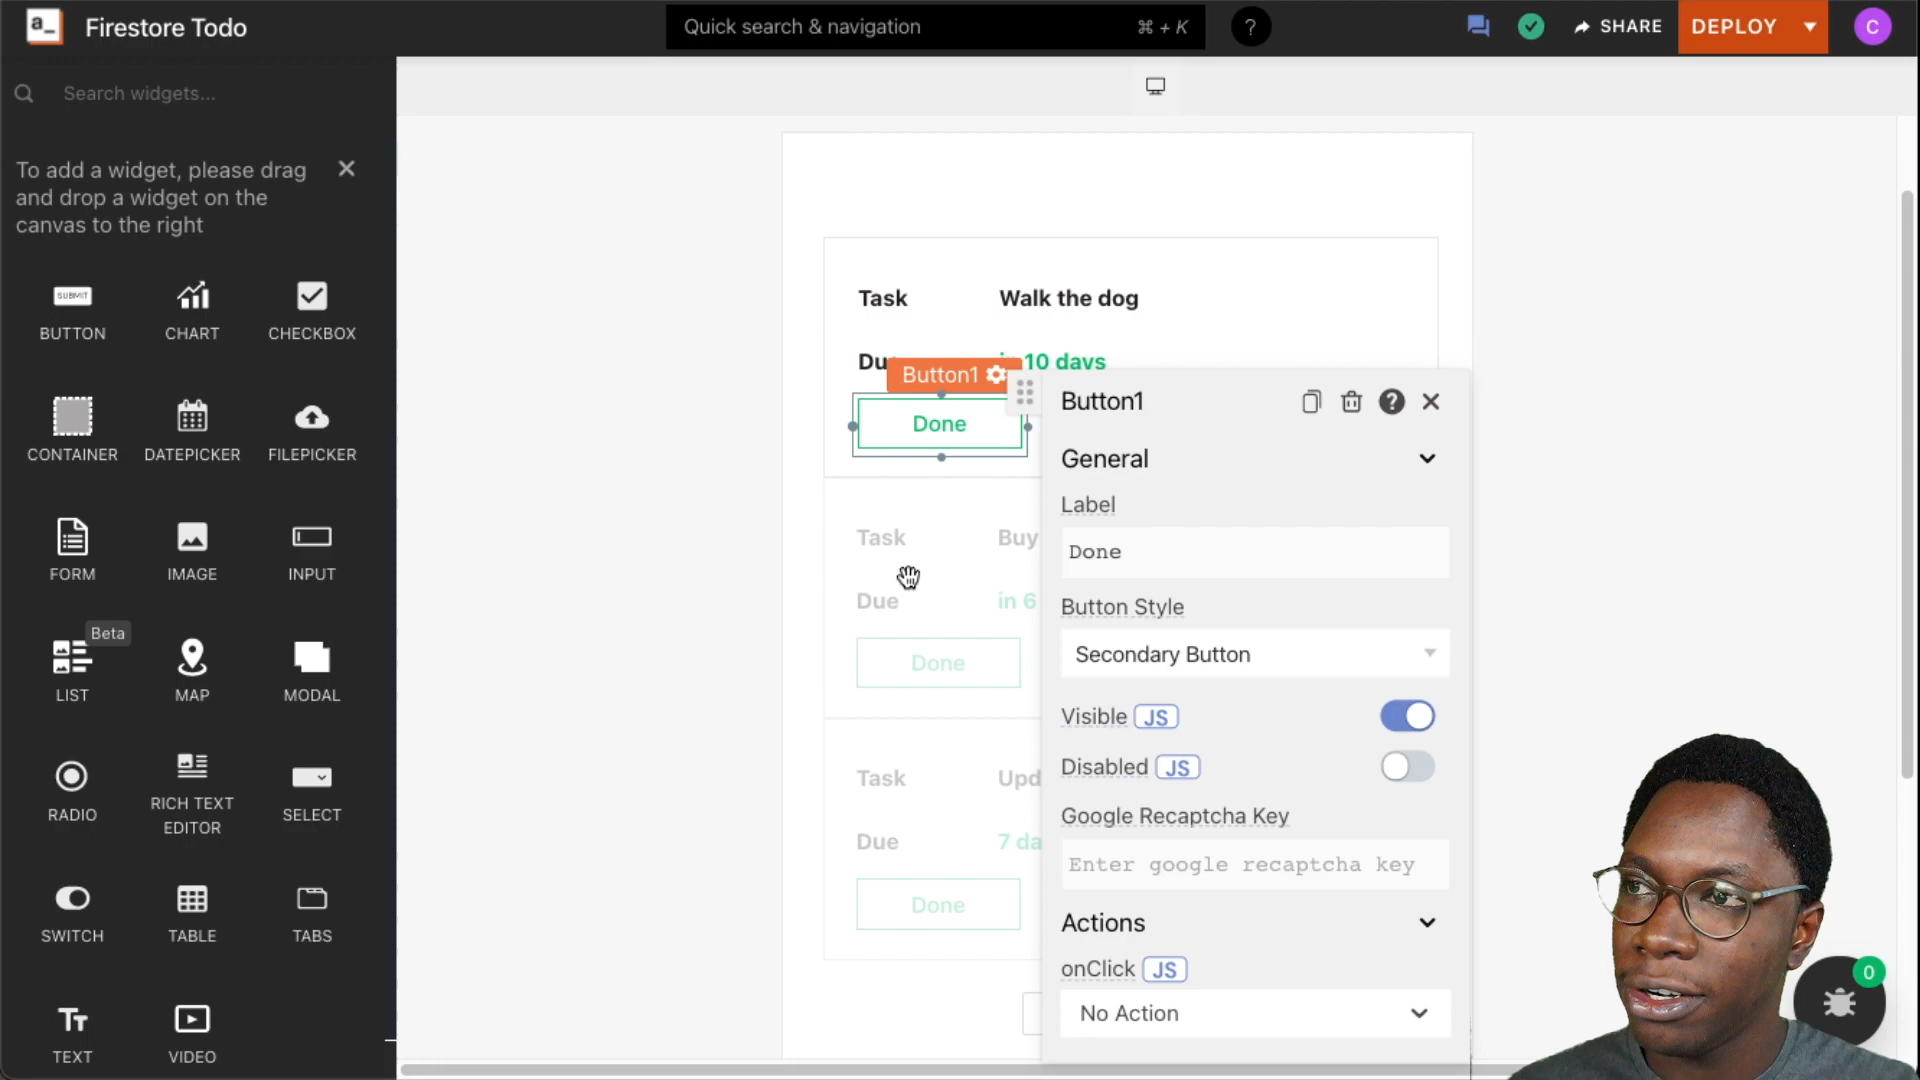 a_
Firestore Todo
Quick search & navigation
⌘ + K
?
SHARE
DEPLOY
C
Search widgets...
To add a widget, please drag
and drop a widget on the
canvas to the right
SUBMIT
BUTTON
CHART
CHECKBOX
CONTAINER
DATEPICKER
FILEPICKER
FORM
IMAGE
INPUT
Beta
LIST
MAP
MODAL
RADIO
RICH TEXT
EDITOR
SELECT
SWITCH
TABLE
TABS
Tт
TEXT
VIDEO
Task
Walk the dog
Du
in 10 days
Button1
Done
Task
Buy
Due
in 6
Done
Task
Upd
Due
7 da
Done
Button1
?
General
Label
Done
Button Style
Secondary Button
Visible JS
Disabled JS
Google Recaptcha Key
Enter google recaptcha key
Actions
onClick JS
No Action
0